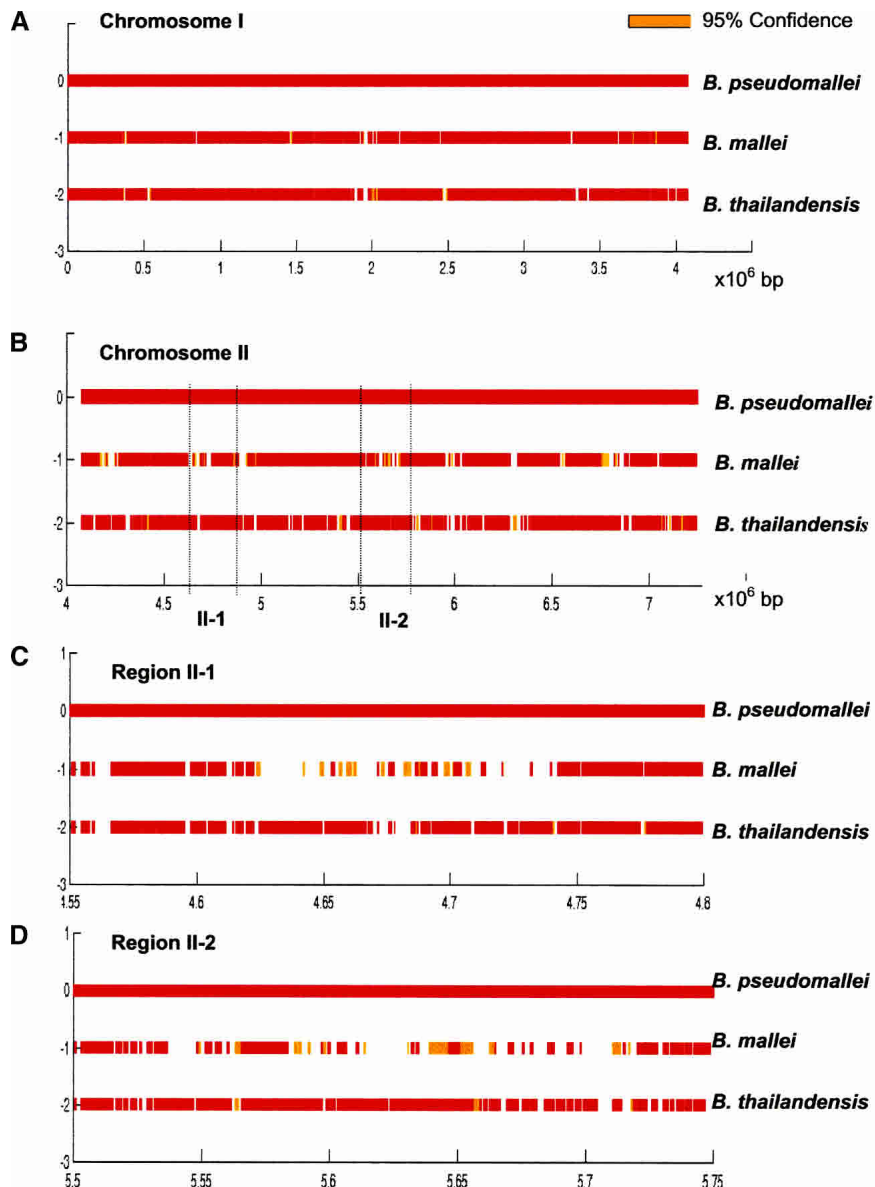 A
Chromosome I
95% Confidence
0
B. pseudomallei
-1
B. mallei
-2
B. thailandensis
-3
0 0.5 1 1.5 2 2.5 3 3.5 4
x10⁶ bp
B
Chromosome II
0
B. pseudomallei
-1
B. mallei
-2
B. thailandensis
-3
4 4.5 5 5.5 6 6.5 7
x10⁶ bp
II-1 II-2
C
1
Region II-1
0
B. pseudomallei
-1
B. mallei
-2
B. thailandensis
-3
4.55 4.6 4.65 4.7 4.75 4.8
D
1
Region II-2
0
B. pseudomallei
-1
B. mallei
-2
B. thailandensis
-3
5.5 5.55 5.6 5.65 5.7 5.75